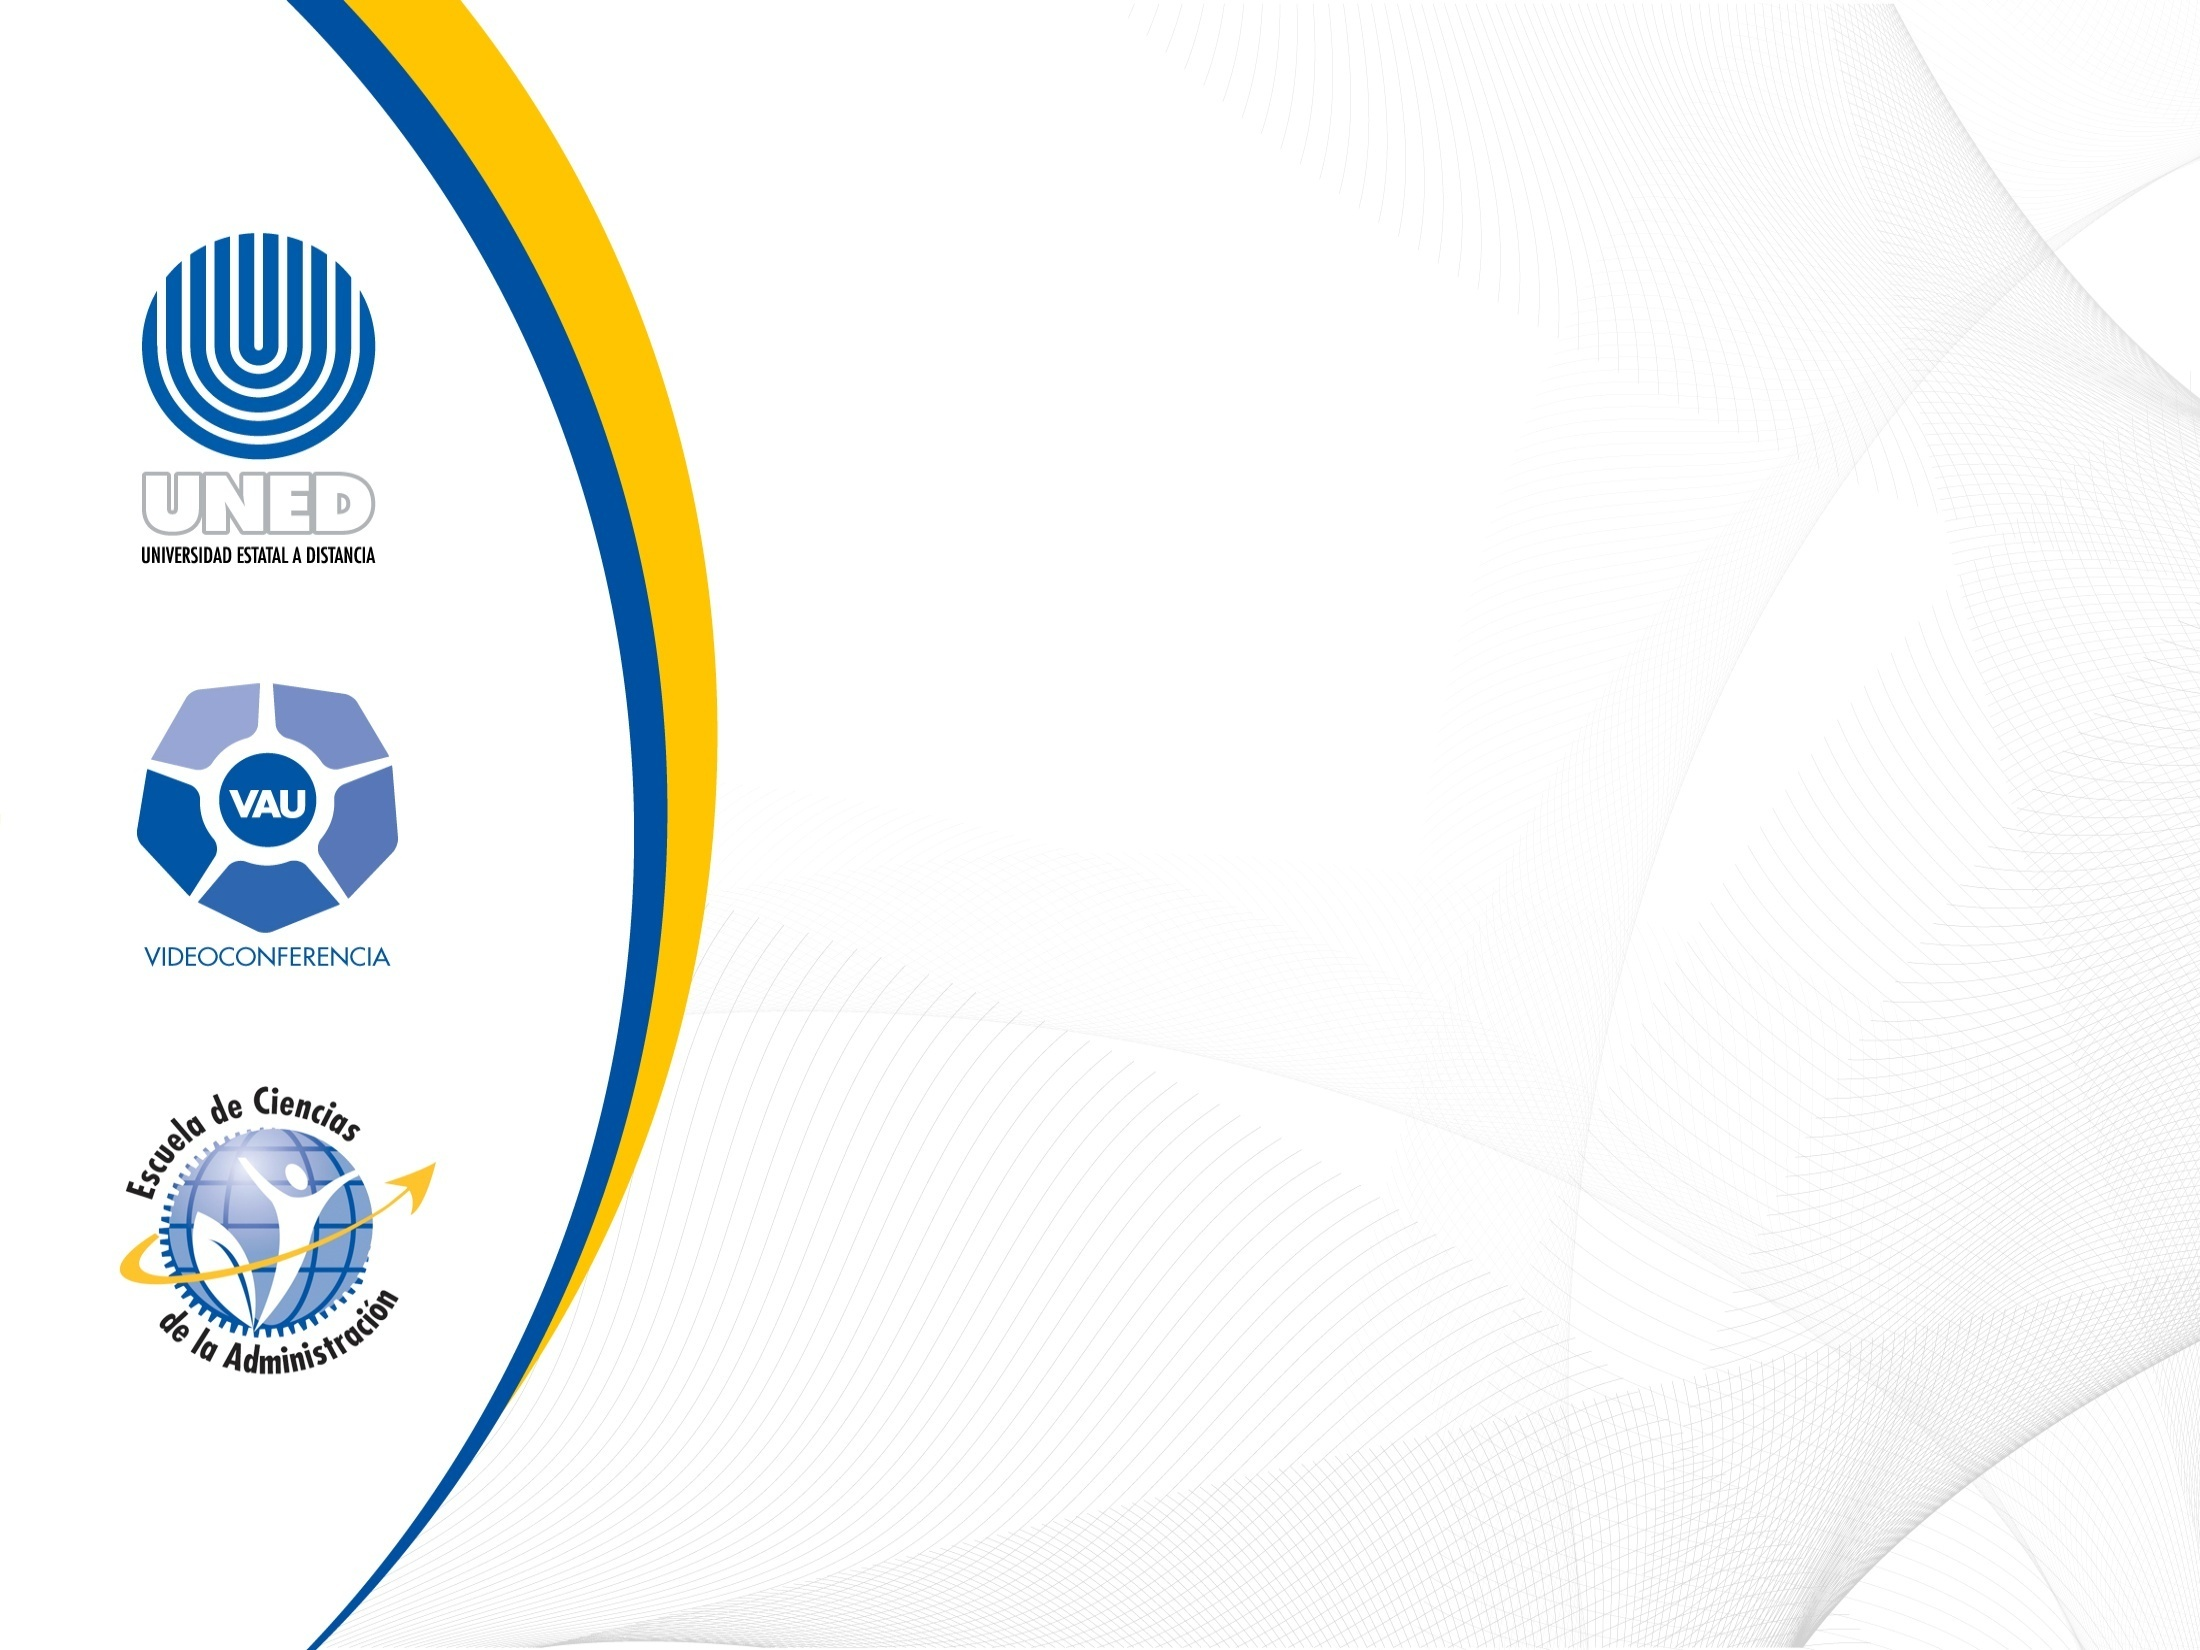 UNED
UNIVERSIDAD ESTATAL A DISTANCIA
VAU
VIDEOCONFERENCIA
Escuela de Ciencias
de la Administración